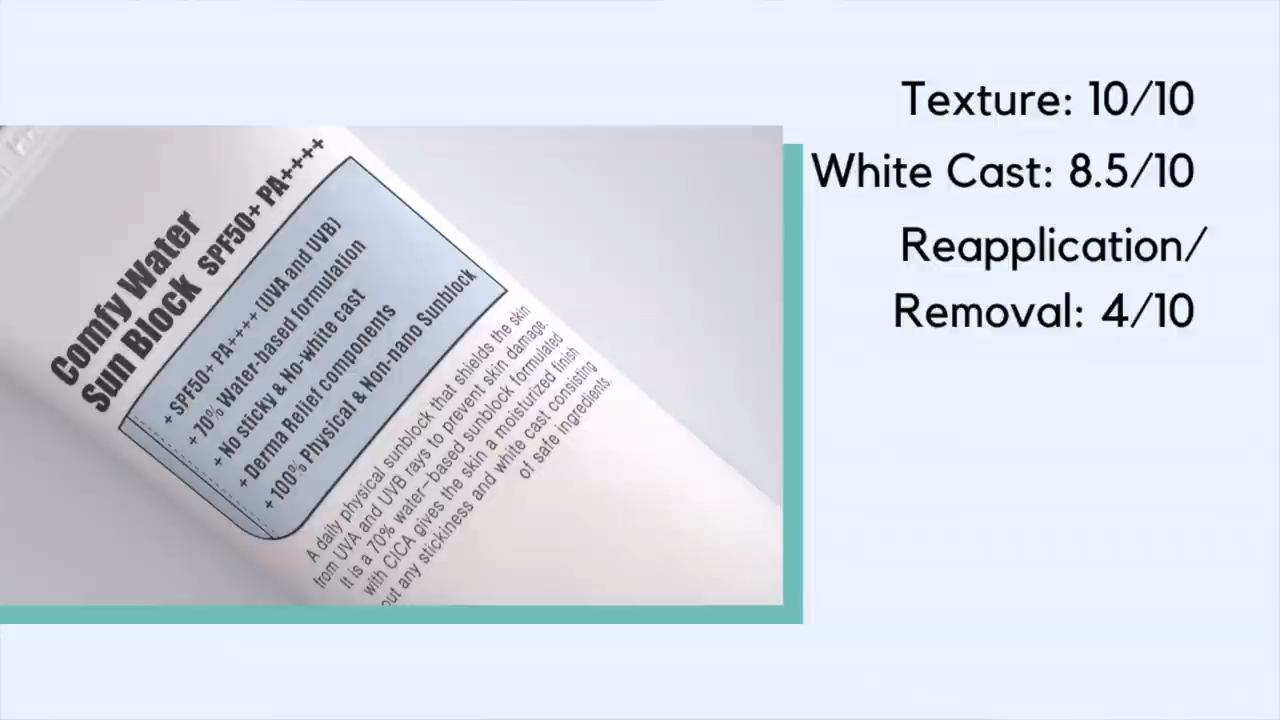 Comfy Water
Sun Block SPF50+ PA++++
+ SPF50+ PA++++ (UVA and UVB)
+ 70% Water-based formulation
+ No sticky & No-white cast
+ Derma Relief components
+ 100% Physical & Non-nano Sunblock
A daily physical sunblock that shields the skin
from UVA and UVB rays to prevent skin damage.
It is a 70% water-based sunblock formulated
with CICA gives the skin a moisturized finish
out any stickiness and white cast consisting
of safe ingredients.
Texture: 10/10
White Cast: 8.5/10
Reapplication/
Removal: 4/10